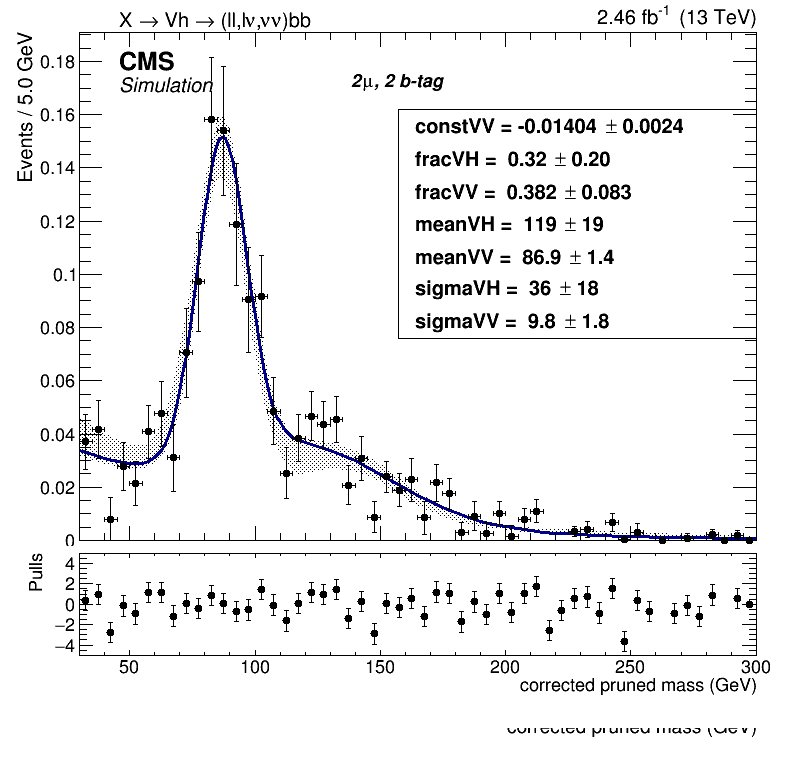 X → Vh → (ll,lν,νν)bb
2.46 fb⁻¹ (13 TeV)
CMS
Simulation
2μ, 2 b-tag
constVV = -0.01404 ± 0.0024
fracVH = 0.32 ± 0.20
fracVV = 0.382 ± 0.083
meanVH = 119 ± 19
meanVV = 86.9 ± 1.4
sigmaVH = 36 ± 18
sigmaVV = 9.8 ± 1.8
Events / 5.0 GeV
0.18
0.16
0.14
0.12
0.1
0.08
0.06
0.04
0.02
0
Pulls
4
2
0
−2
−4
50 100 150 200 250 300
corrected pruned mass (GeV)
corrected pruned mass (GeV)